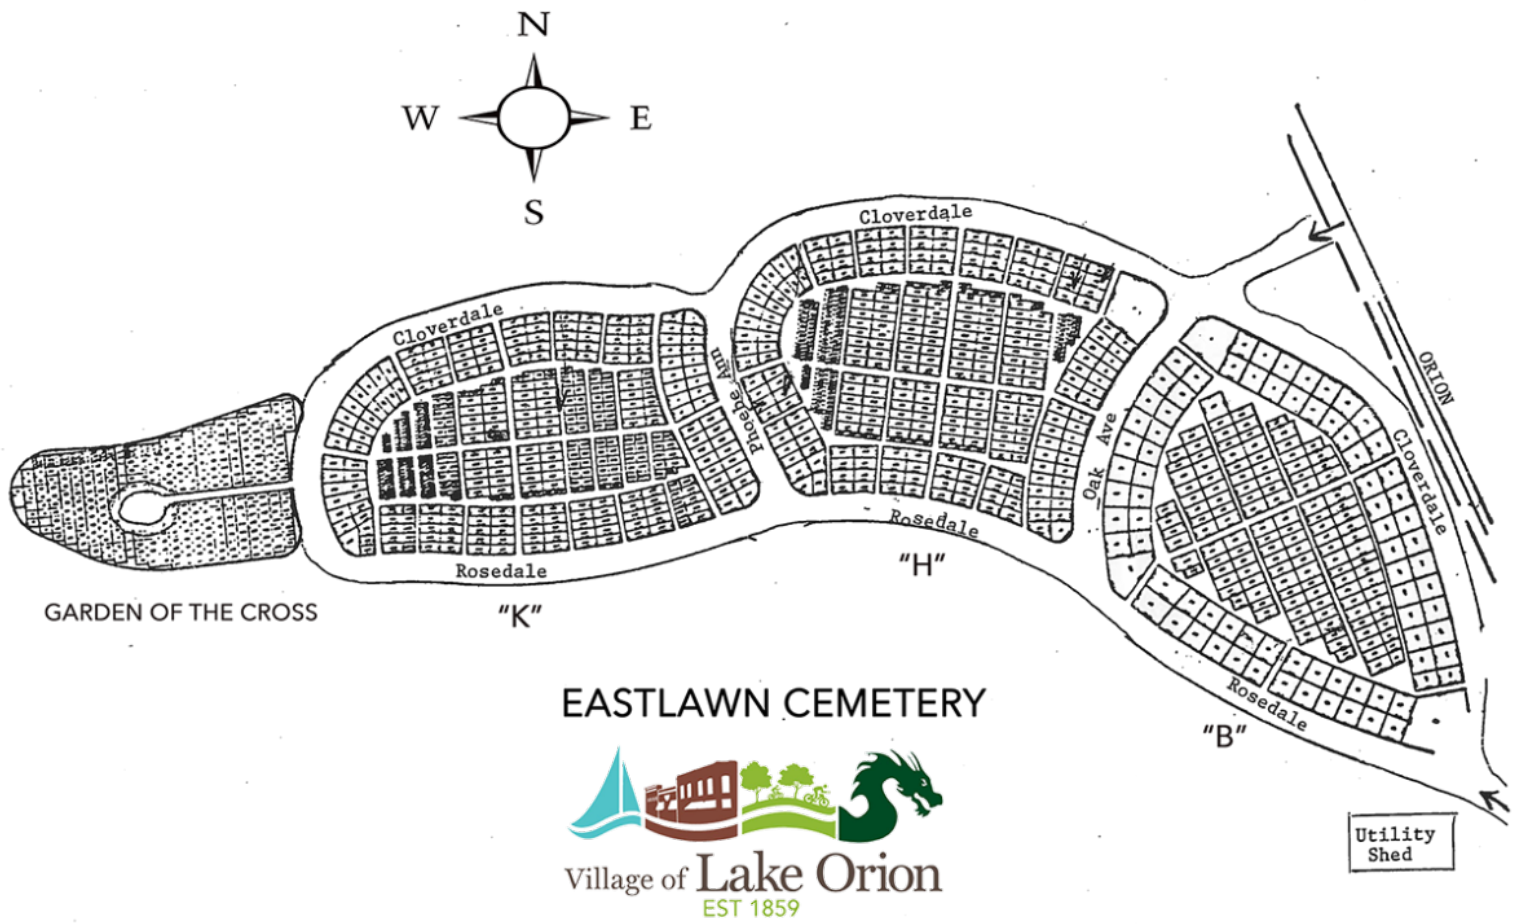 N
W E
S
Cloverdale
Cloverdale
Phoebe Ann
Oak Ave
ORION
Cloverdale
Rosedale
Rosedale
Rosedale
GARDEN OF THE CROSS
"K"
"H"
"B"
EASTLAWN CEMETERY
Village of Lake Orion
EST 1859
Utility
Shed